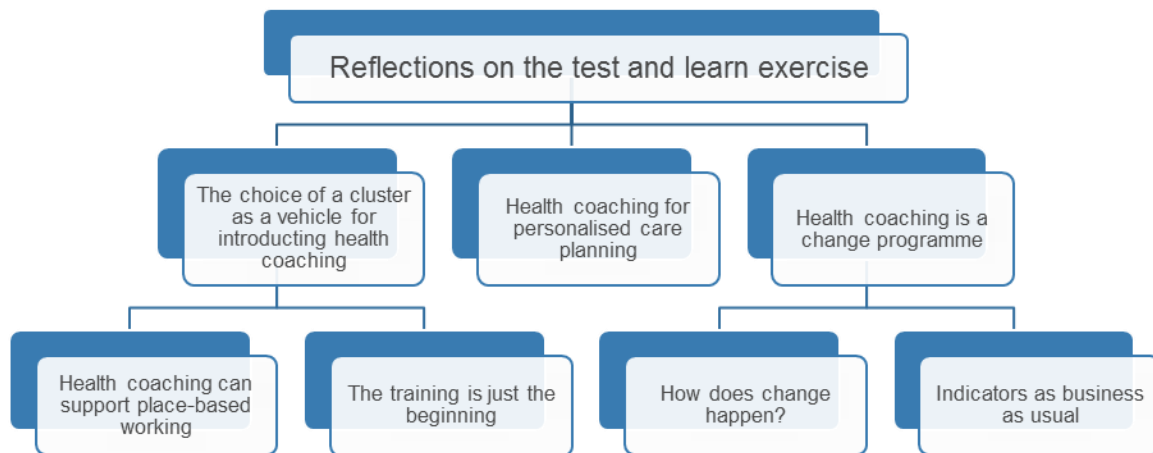 Reflections on the test and learn exercise
The choice of a cluster
as a vehicle for
introducting health
coaching
Health coaching for
personalised care
planning
Health coaching is a
change programme
Health coaching can
support place-based
working
The training is just the
beginning
How does change
happen?
Indicators as business
as usual